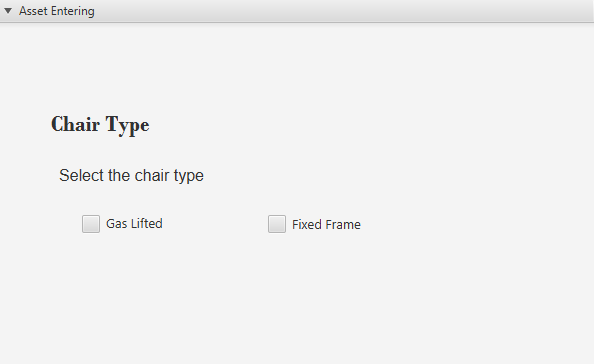 Asset Entering
Chair Type
Select the chair type
Gas Lifted
Fixed Frame